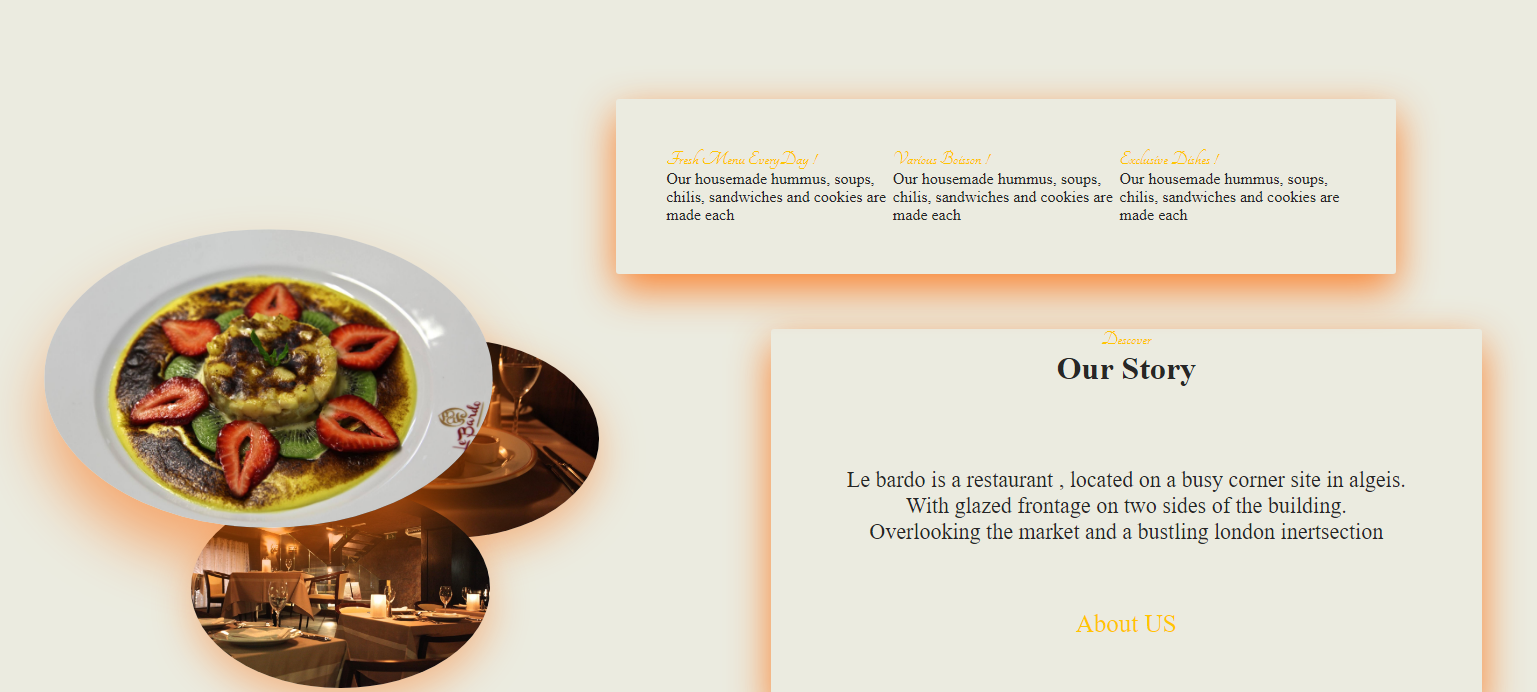 Fresh Menu EveryDay !
Our housemade hummus, soups,
chilis, sandwiches and cookies are
made each
Various Boisson !
Our housemade hummus, soups,
chilis, sandwiches and cookies are
made each
Exclusive Dishes !
Our housemade hummus, soups,
chilis, sandwiches and cookies are
made each
Le Bardo
Descover
Our Story
Le bardo is a restaurant , located on a busy corner site in algeis.
With glazed frontage on two sides of the building.
Overlooking the market and a bustling london inertsection
About US